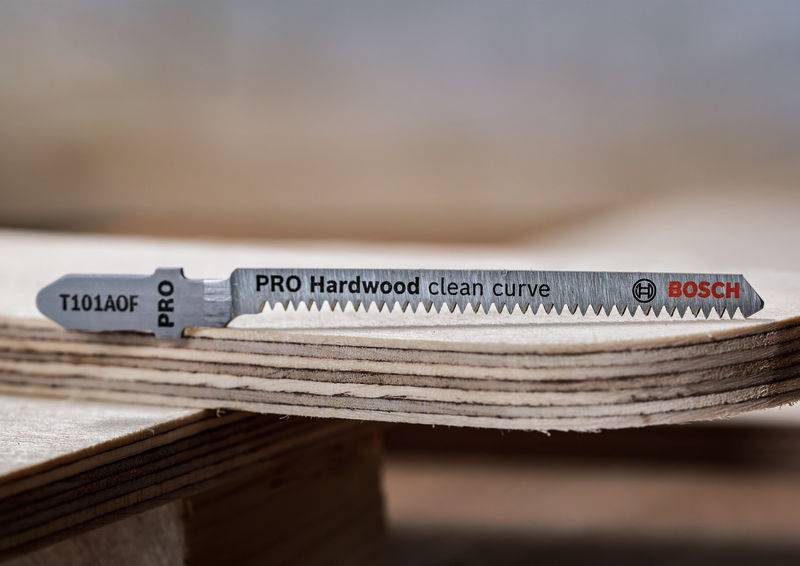 T101AOF
PRO
PRO Hardwood clean curve
BOSCH